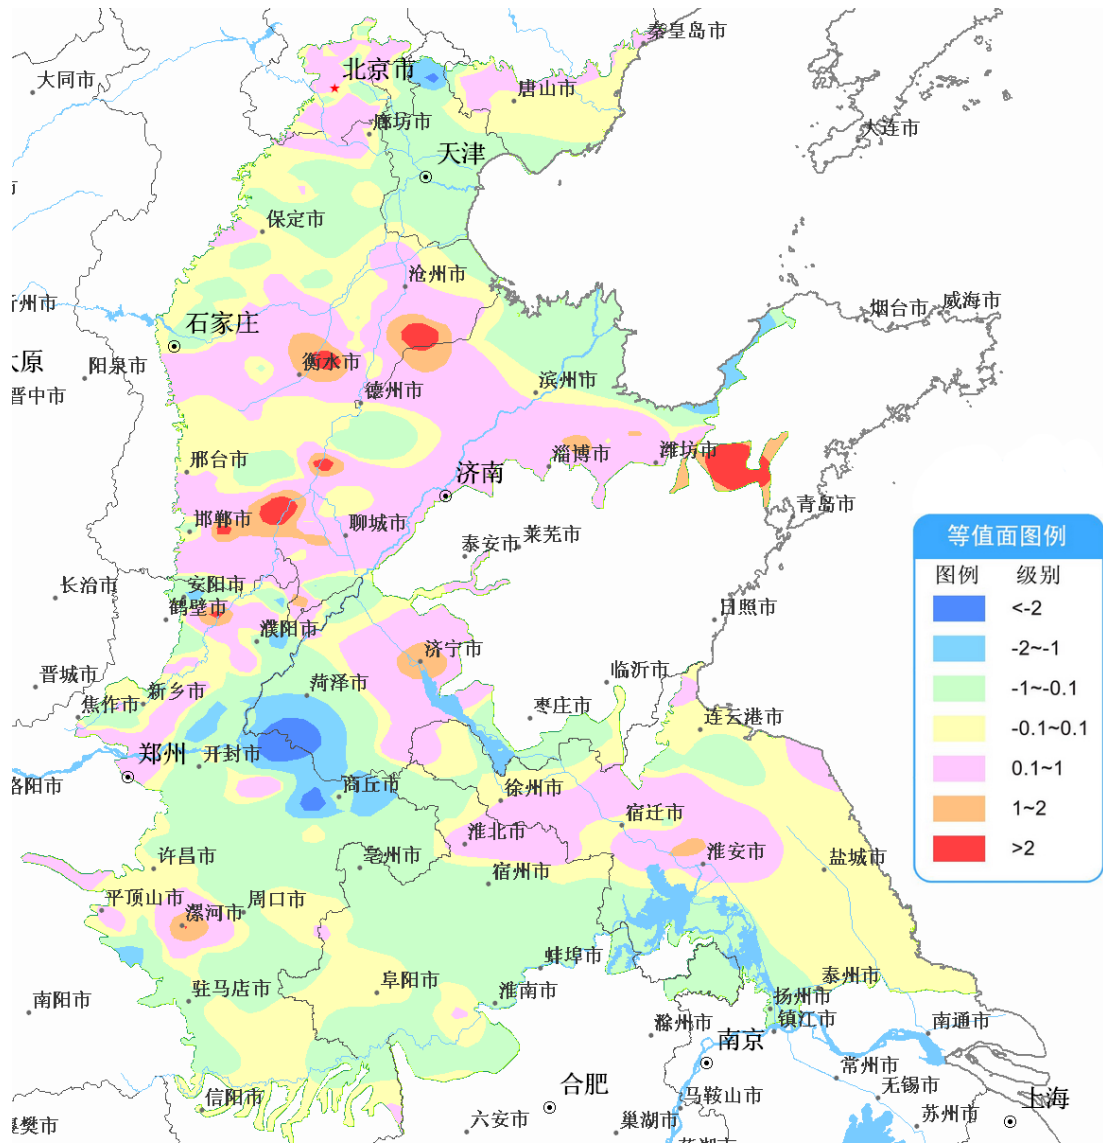 秦皇岛市
北京市
大同市
唐山市
廊坊市
大连市
天津
保定市
沧州市
忻州市
烟台市
威海市
石家庄
阳泉市
衡水市
太原
晋中市
德州市
滨州市
邢台市
济南
淄博市
潍坊市
青岛市
邯郸市
聊城市
莱芜市
泰安市
等值面图例
图例 级别
<-2
-2~-1
-1~-0.1
-0.1~0.1
0.1~1
1~2
>2
长治市
安阳市
鹤壁市
日照市
濮阳市
济宁市
晋城市
临沂市
新乡市
菏泽市
焦作市
枣庄市
连云港市
郑州
开封市
洛阳市
商丘市
徐州市
宿迁市
淮北市
许昌市
亳州市
淮安市
盐城市
宿州市
平顶山市
漯河市
周口市
蚌埠市
驻马店市
阜阳市
淮南市
泰州市
扬州市
南阳市
滁州市
镇江市
南通市
南京
常州市
合肥
无锡市
信阳市
马鞍山市
上海
襄樊市
六安市
巢湖市
苏州市
芜湖市